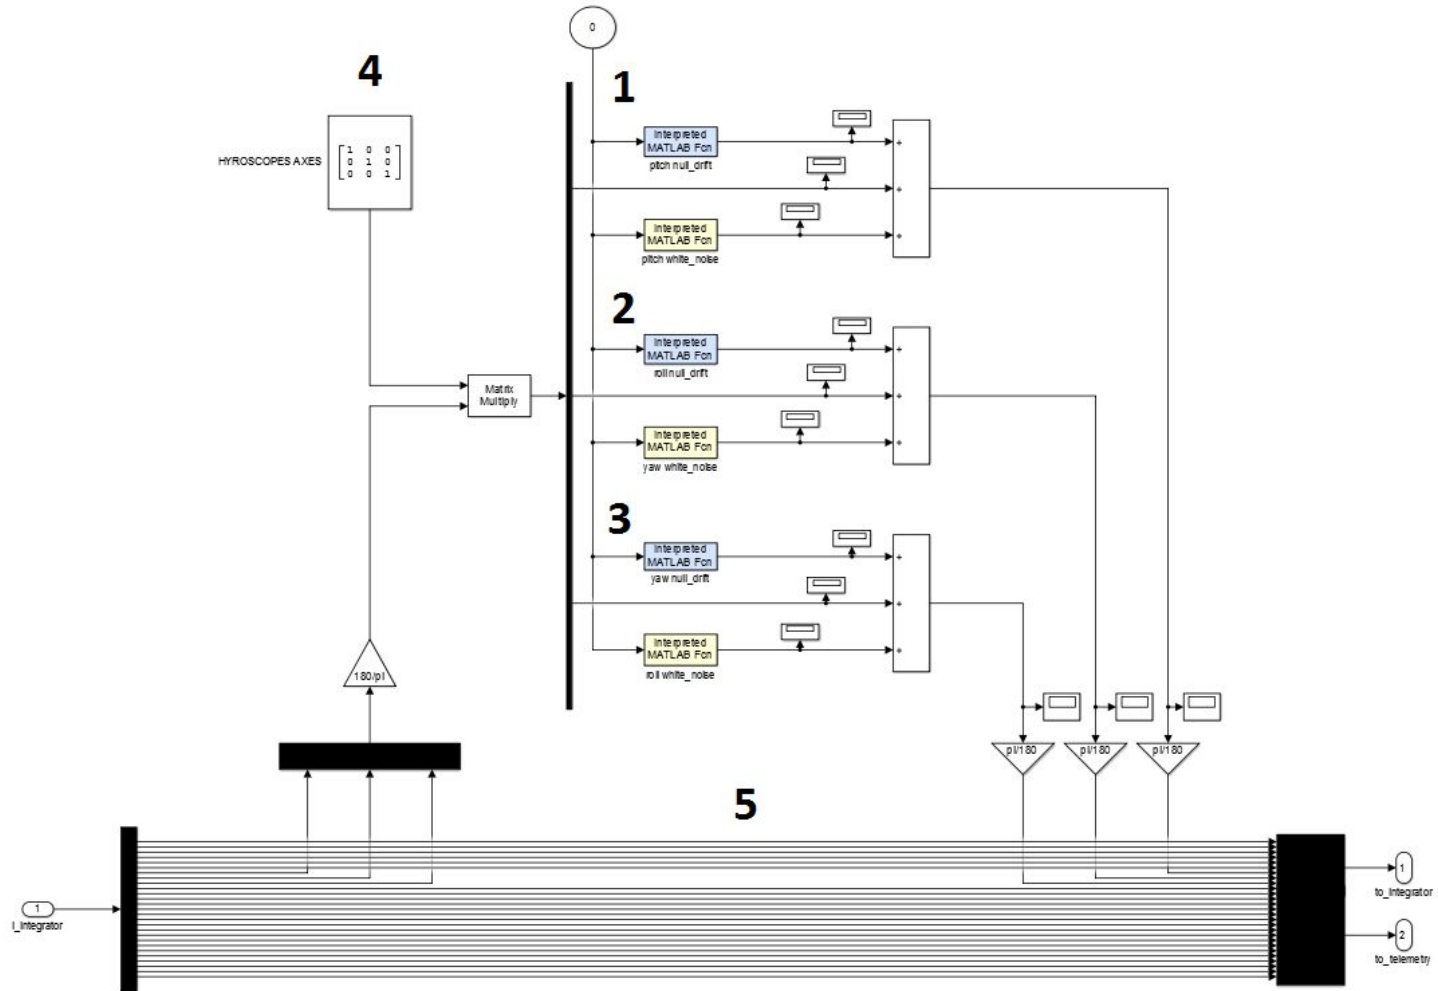 0
4
1
1 0 0
0 1 0
0 0 1
HYROSCOPES AXES
Interpreted
MATLAB Fcn
pitch null_drift
+
+
Interpreted
MATLAB Fcn
pitch white_noise
+
2
Interpreted
MATLAB Fcn
roll null_drift
+
Matrix
Multiply
+
Interpreted
MATLAB Fcn
yaw white_noise
+
3
Interpreted
MATLAB Fcn
yaw null_drift
+
+
Interpreted
MATLAB Fcn
roll white_noise
+
180/pi
pi/180
pi/180
pi/180
5
1
i_integrator
1
to_integrator
2
to_telemetry